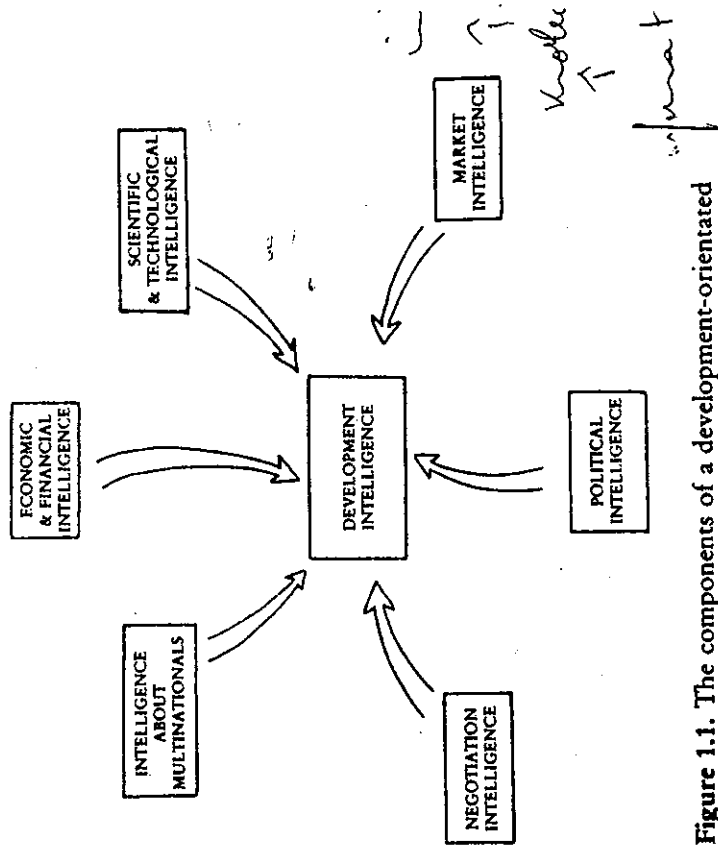 ECONOMIC
& FINANCIAL
INTELLIGENCE
INTELLIGENCE
ABOUT
MULTINATIONALS
SCIENTIFIC
& TECHNOLOGICAL
INTELLIGENCE
DEVELOPMENT
INTELLIGENCE
NEGOTIATION
INTELLIGENCE
POLITICAL
INTELLIGENCE
MARKET
INTELLIGENCE
Figure 1.1. The components of a development-orientated